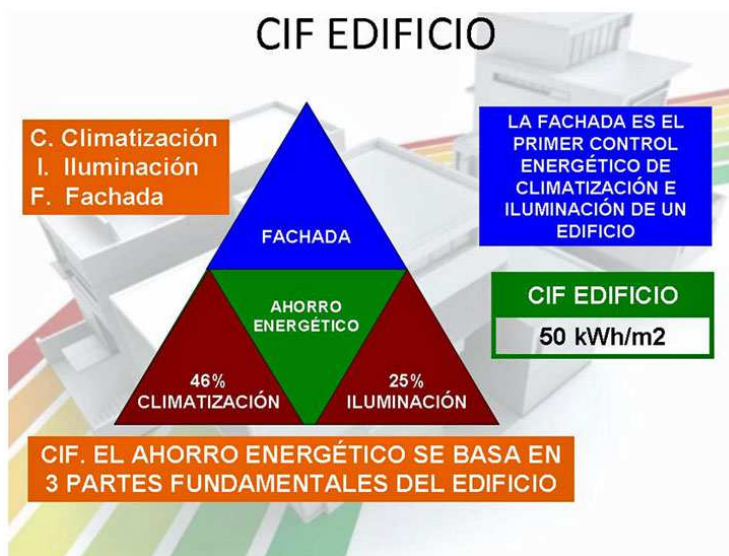 CIF EDIFICIO
C. Climatización
I. Iluminación
F. Fachada
LA FACHADA ES EL
PRIMER CONTROL
ENERGÉTICO DE
CLIMATIZACIÓN E
ILUMINACIÓN DE UN
EDIFICIO
FACHADA
AHORRO
ENERGÉTICO
46%
CLIMATIZACIÓN
25%
ILUMINACIÓN
CIF EDIFICIO
50 kWh/m2
CIF. EL AHORRO ENERGÉTICO SE BASA EN
3 PARTES FUNDAMENTALES DEL EDIFICIO